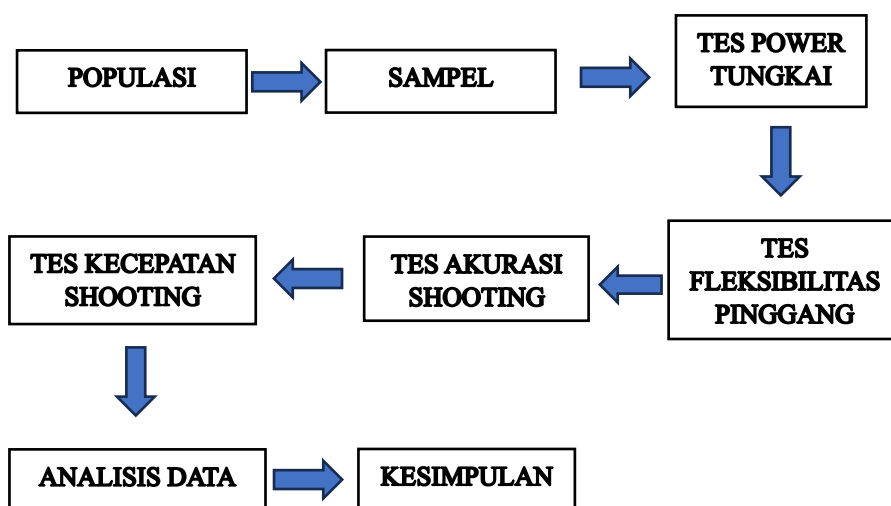 POPULASI
SAMPEL
TES POWER
TUNGKAI
TES
FLEKSIBILITAS
PINGGANG
TES AKURASI
SHOOTING
TES KECEPATAN
SHOOTING
ANALISIS DATA
KESIMPULAN